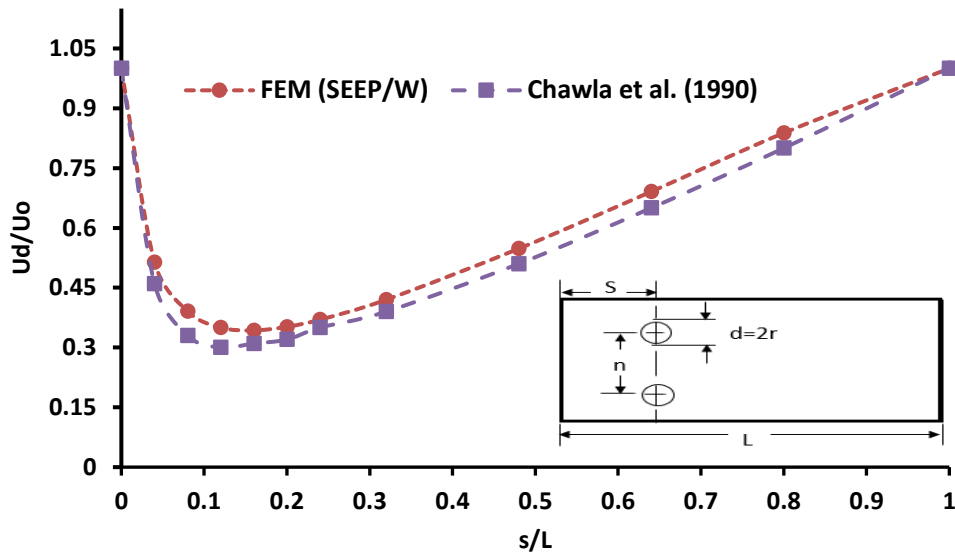 1.05
0.9
0.75
0.6
0.45
0.3
0.15
0
Ud/Uo
FEM (SEEP/W)
Chawla et al. (1990)
S
d=2r
n
L
0 0.1 0.2 0.3 0.4 0.5 0.6 0.7 0.8 0.9 1
s/L